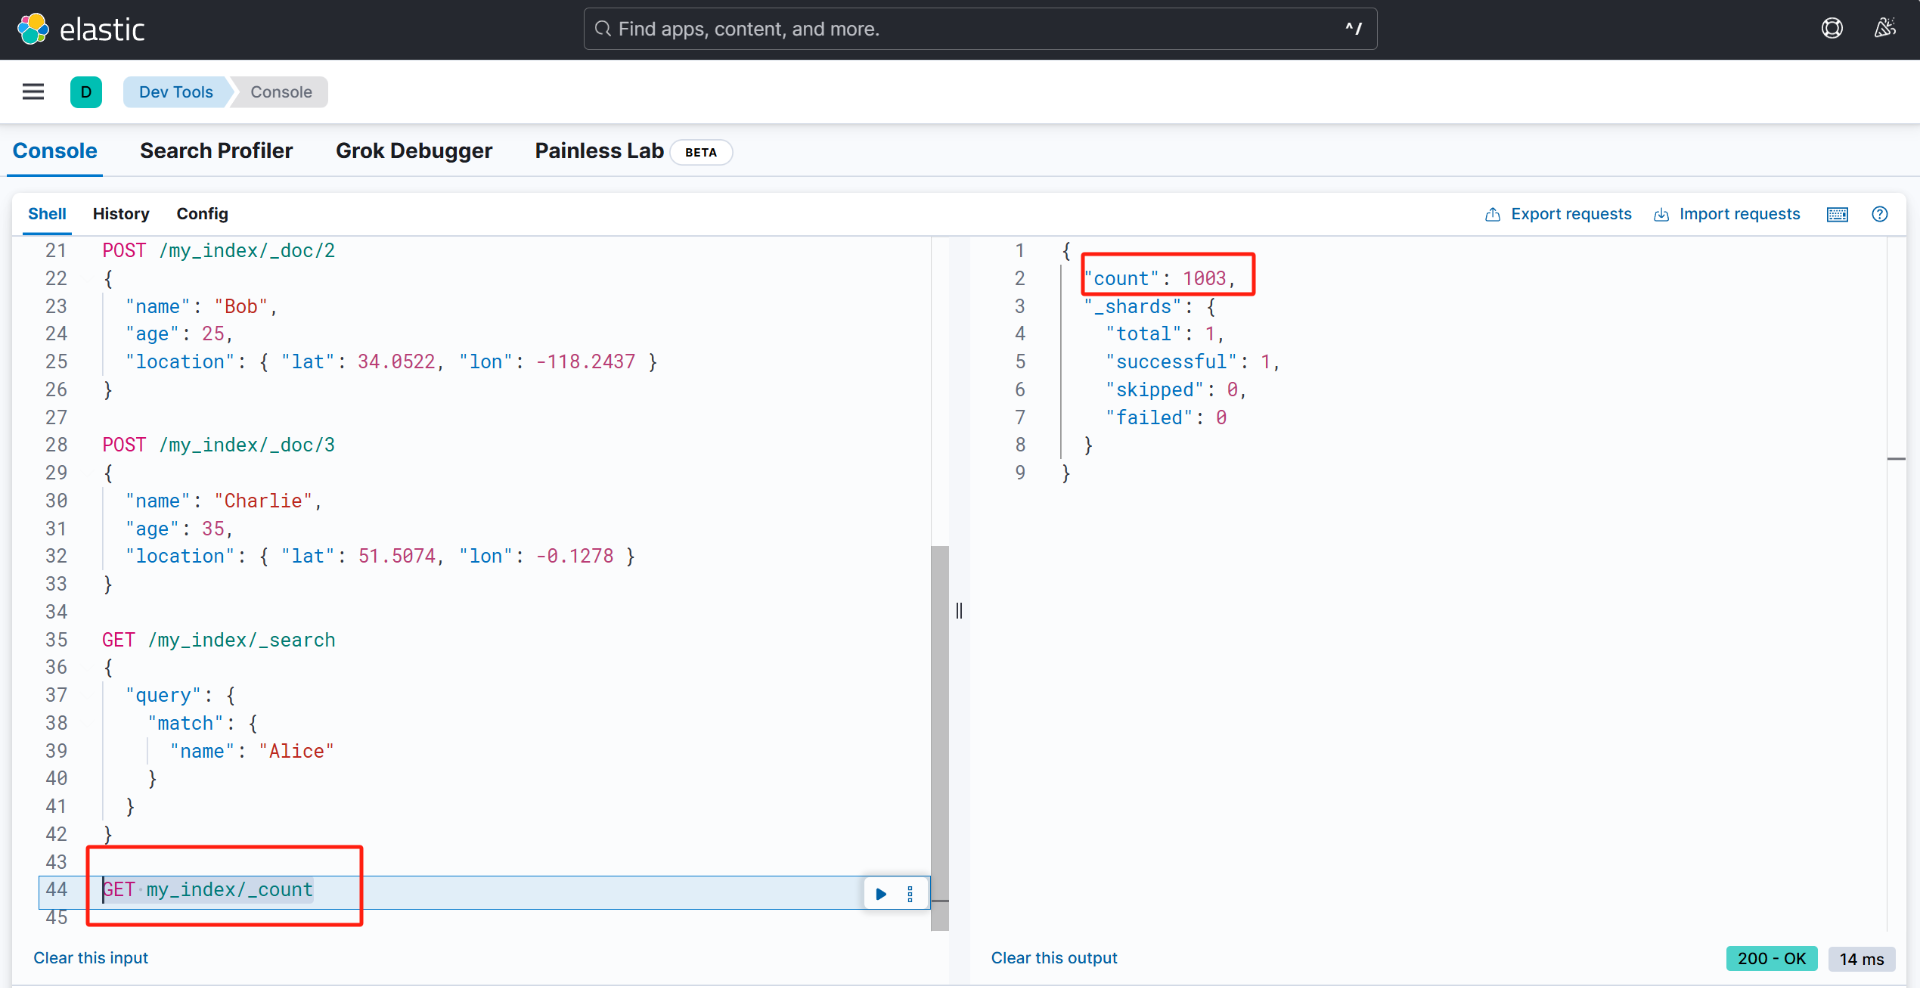 elastic
Find apps, content, and more.
^/
D
Dev Tools
Console
Console
Search Profiler
Grok Debugger
Painless Lab
BETA
Shell
History
Config
Export requests
Import requests
21 POST /my_index/_doc/2
22 {
23 "name": "Bob",
24 "age": 25,
25 "location": { "lat": 34.0522, "lon": -118.2437 }
26 }
27
28 POST /my_index/_doc/3
29 {
30 "name": "Charlie",
31 "age": 35,
32 "location": { "lat": 51.5074, "lon": -0.1278 }
33 }
34
35 GET /my_index/_search
36 {
37 "query": {
38 "match": {
39 "name": "Alice"
40 }
41 }
42 }
43
44 GET my_index/_count
45
Clear this input
1 {
2 "count": 1003,
3 "_shards": {
4 "total": 1,
5 "successful": 1,
6 "skipped": 0,
7 "failed": 0
8 }
9 }
Clear this output
200 - OK
14 ms